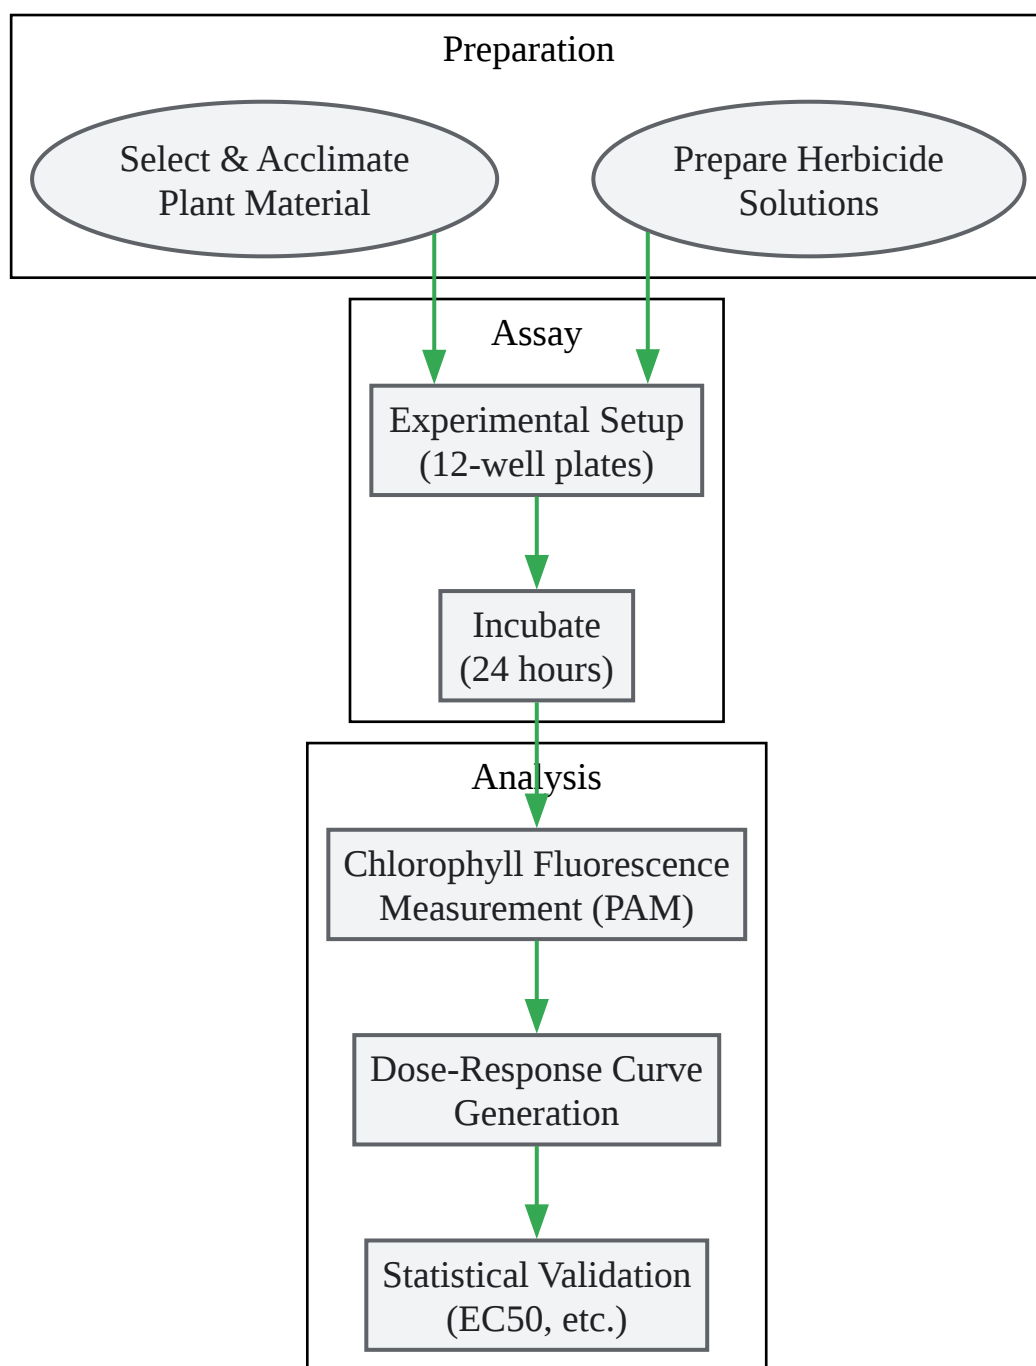 Preparation
Select & Acclimate
Plant Material
Prepare Herbicide
Solutions
Assay
Experimental Setup
(12-well plates)
Incubate
(24 hours)
Analysis
Chlorophyll Fluorescence
Measurement (PAM)
Dose-Response Curve
Generation
Statistical Validation
(EC50, etc.)